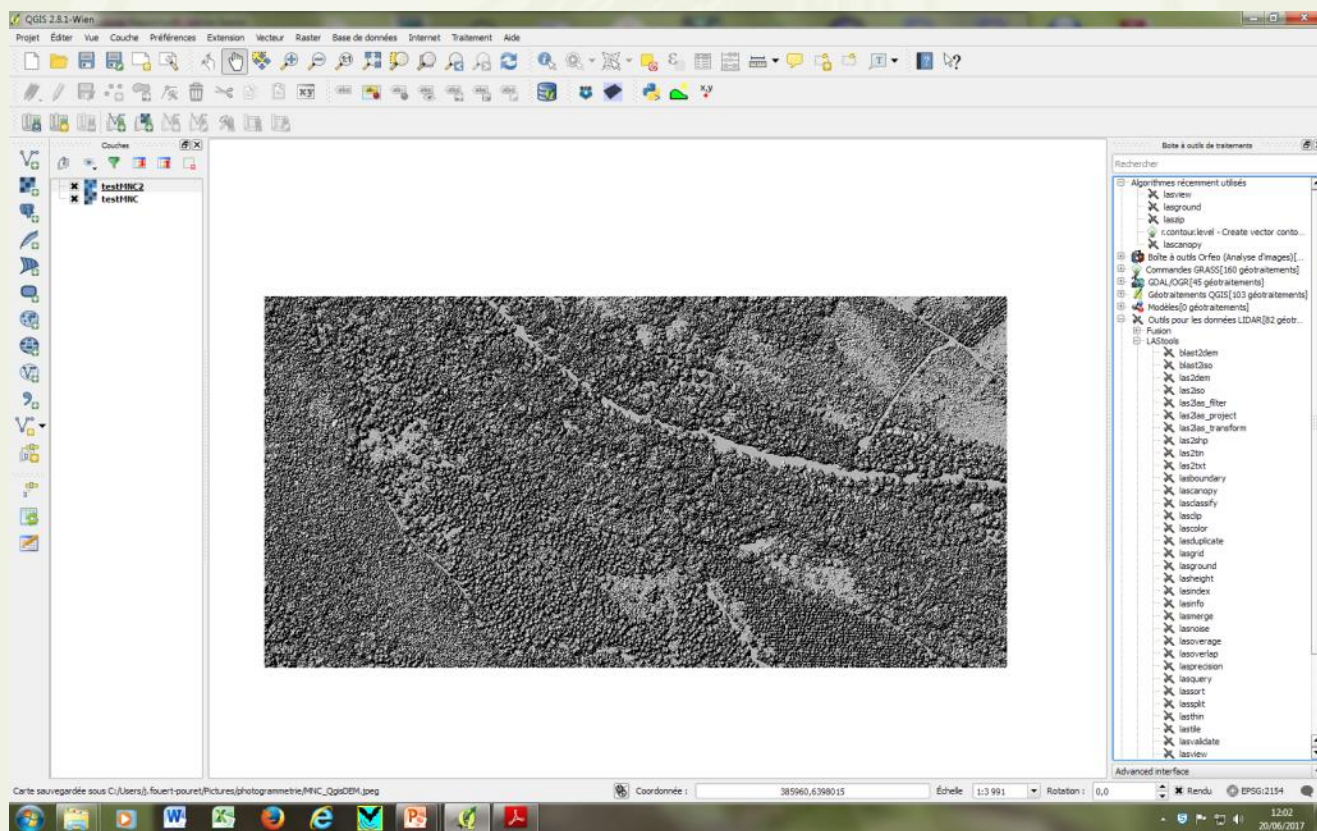 QGIS 2.8.1-Wien
Projet Éditer Vue Couche Préférences Extension Vecteur Raster Base de données Internet Traitement Aide
Couches
testMNC2
testMNC
Boite à outils de traitements
Rechercher
Algorithmes récemment utilisés
lasview
lasground
laszip
r.contour.level - Create vector conto...
lascanopy
Boîte à outils Orfeo (Analyse d'images)[...
Commandes GRASS[160 géotraitements]
GDAL/OGR[45 géotraitements]
Géotraitements QGIS[103 géotraitements]
Modèles[0 géotraitements]
Outils pour les données LIDAR[82 géotr...
Fusion
LAStools
blast2dem
blast2iso
las2dem
las2iso
las2las_filter
las2las_project
las2las_transform
las2shp
las2tin
las2txt
lasboundary
lascanopy
lasclassify
lasclip
lascolor
lasduplicate
lasgrid
lasground
lasheight
lasindex
lasinfo
lasmerge
lasnoise
lasoverage
lasoverlap
lasprecision
lasquery
lassort
lassplit
lasthin
lastile
lasvalidate
lasview
Advanced interface
Carte sauvegardée sous C:/Users/j.fouert-pouret/Pictures/photogrammetrie/MNC_QgisDEM.jpeg Coordonnée : 385960,6398015 Échelle 1:3 991 Rotation : 0,0 Rendu EPSG:2154
12:02
20/06/2017